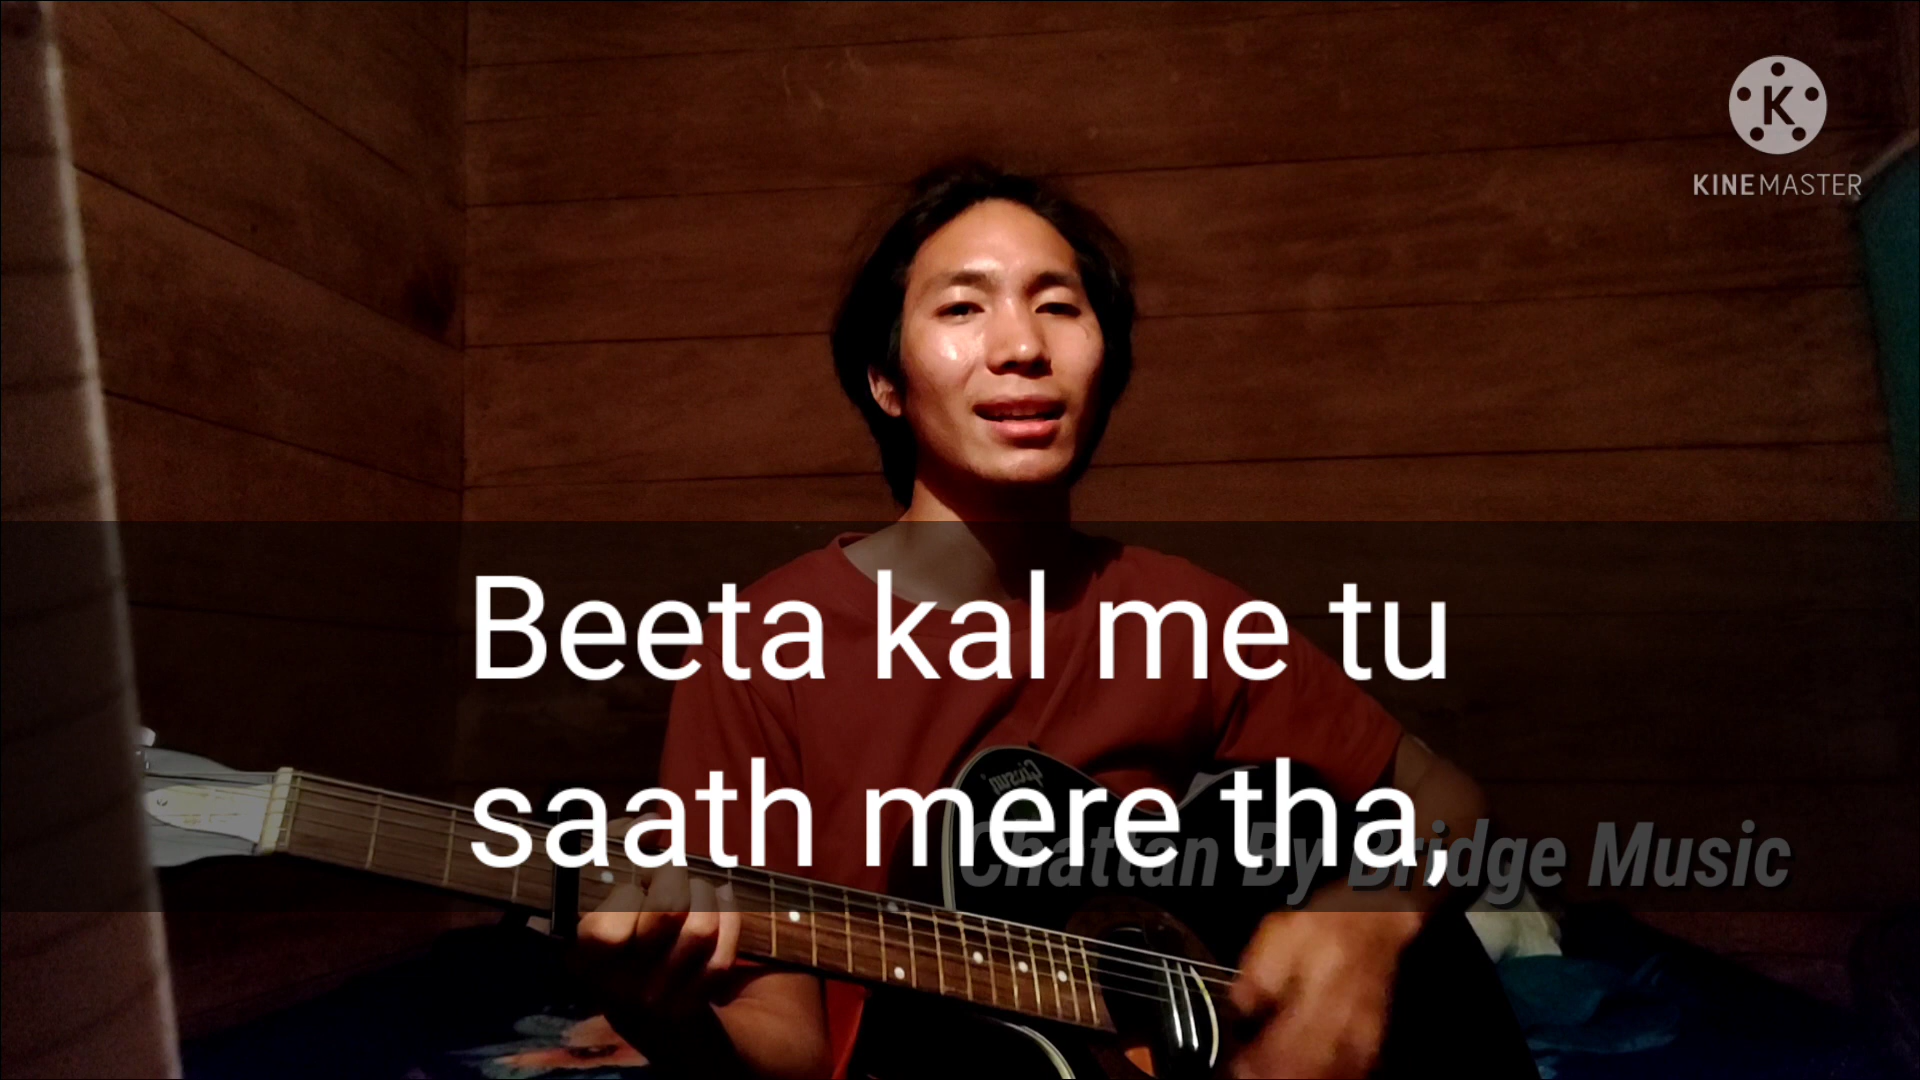 KINEMASTER
Beeta kal me tu
saath mere tha,
Chattan By Bridge Music